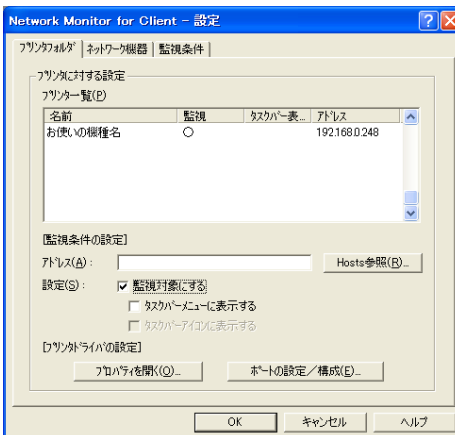 Network Monitor for Client - 設定
プリンタフォルダ ネットワーク機器 監視条件
プリンタに対する設定
プリンター覧(P)
名前 監視 タスクバー表... アドレス
お使いの機種名 ○ 192.168.0.248
[監視条件の設定]
アドレス(A): Hosts参照(R)...
設定(S): 監視対象にする
タスクバーメニューに表示する
タスクバーアイコンに表示する
[プリンタドライバの設定]
プロパティを開く(O)... ポートの設定/構成(E)...
OK キャンセル ヘルプ